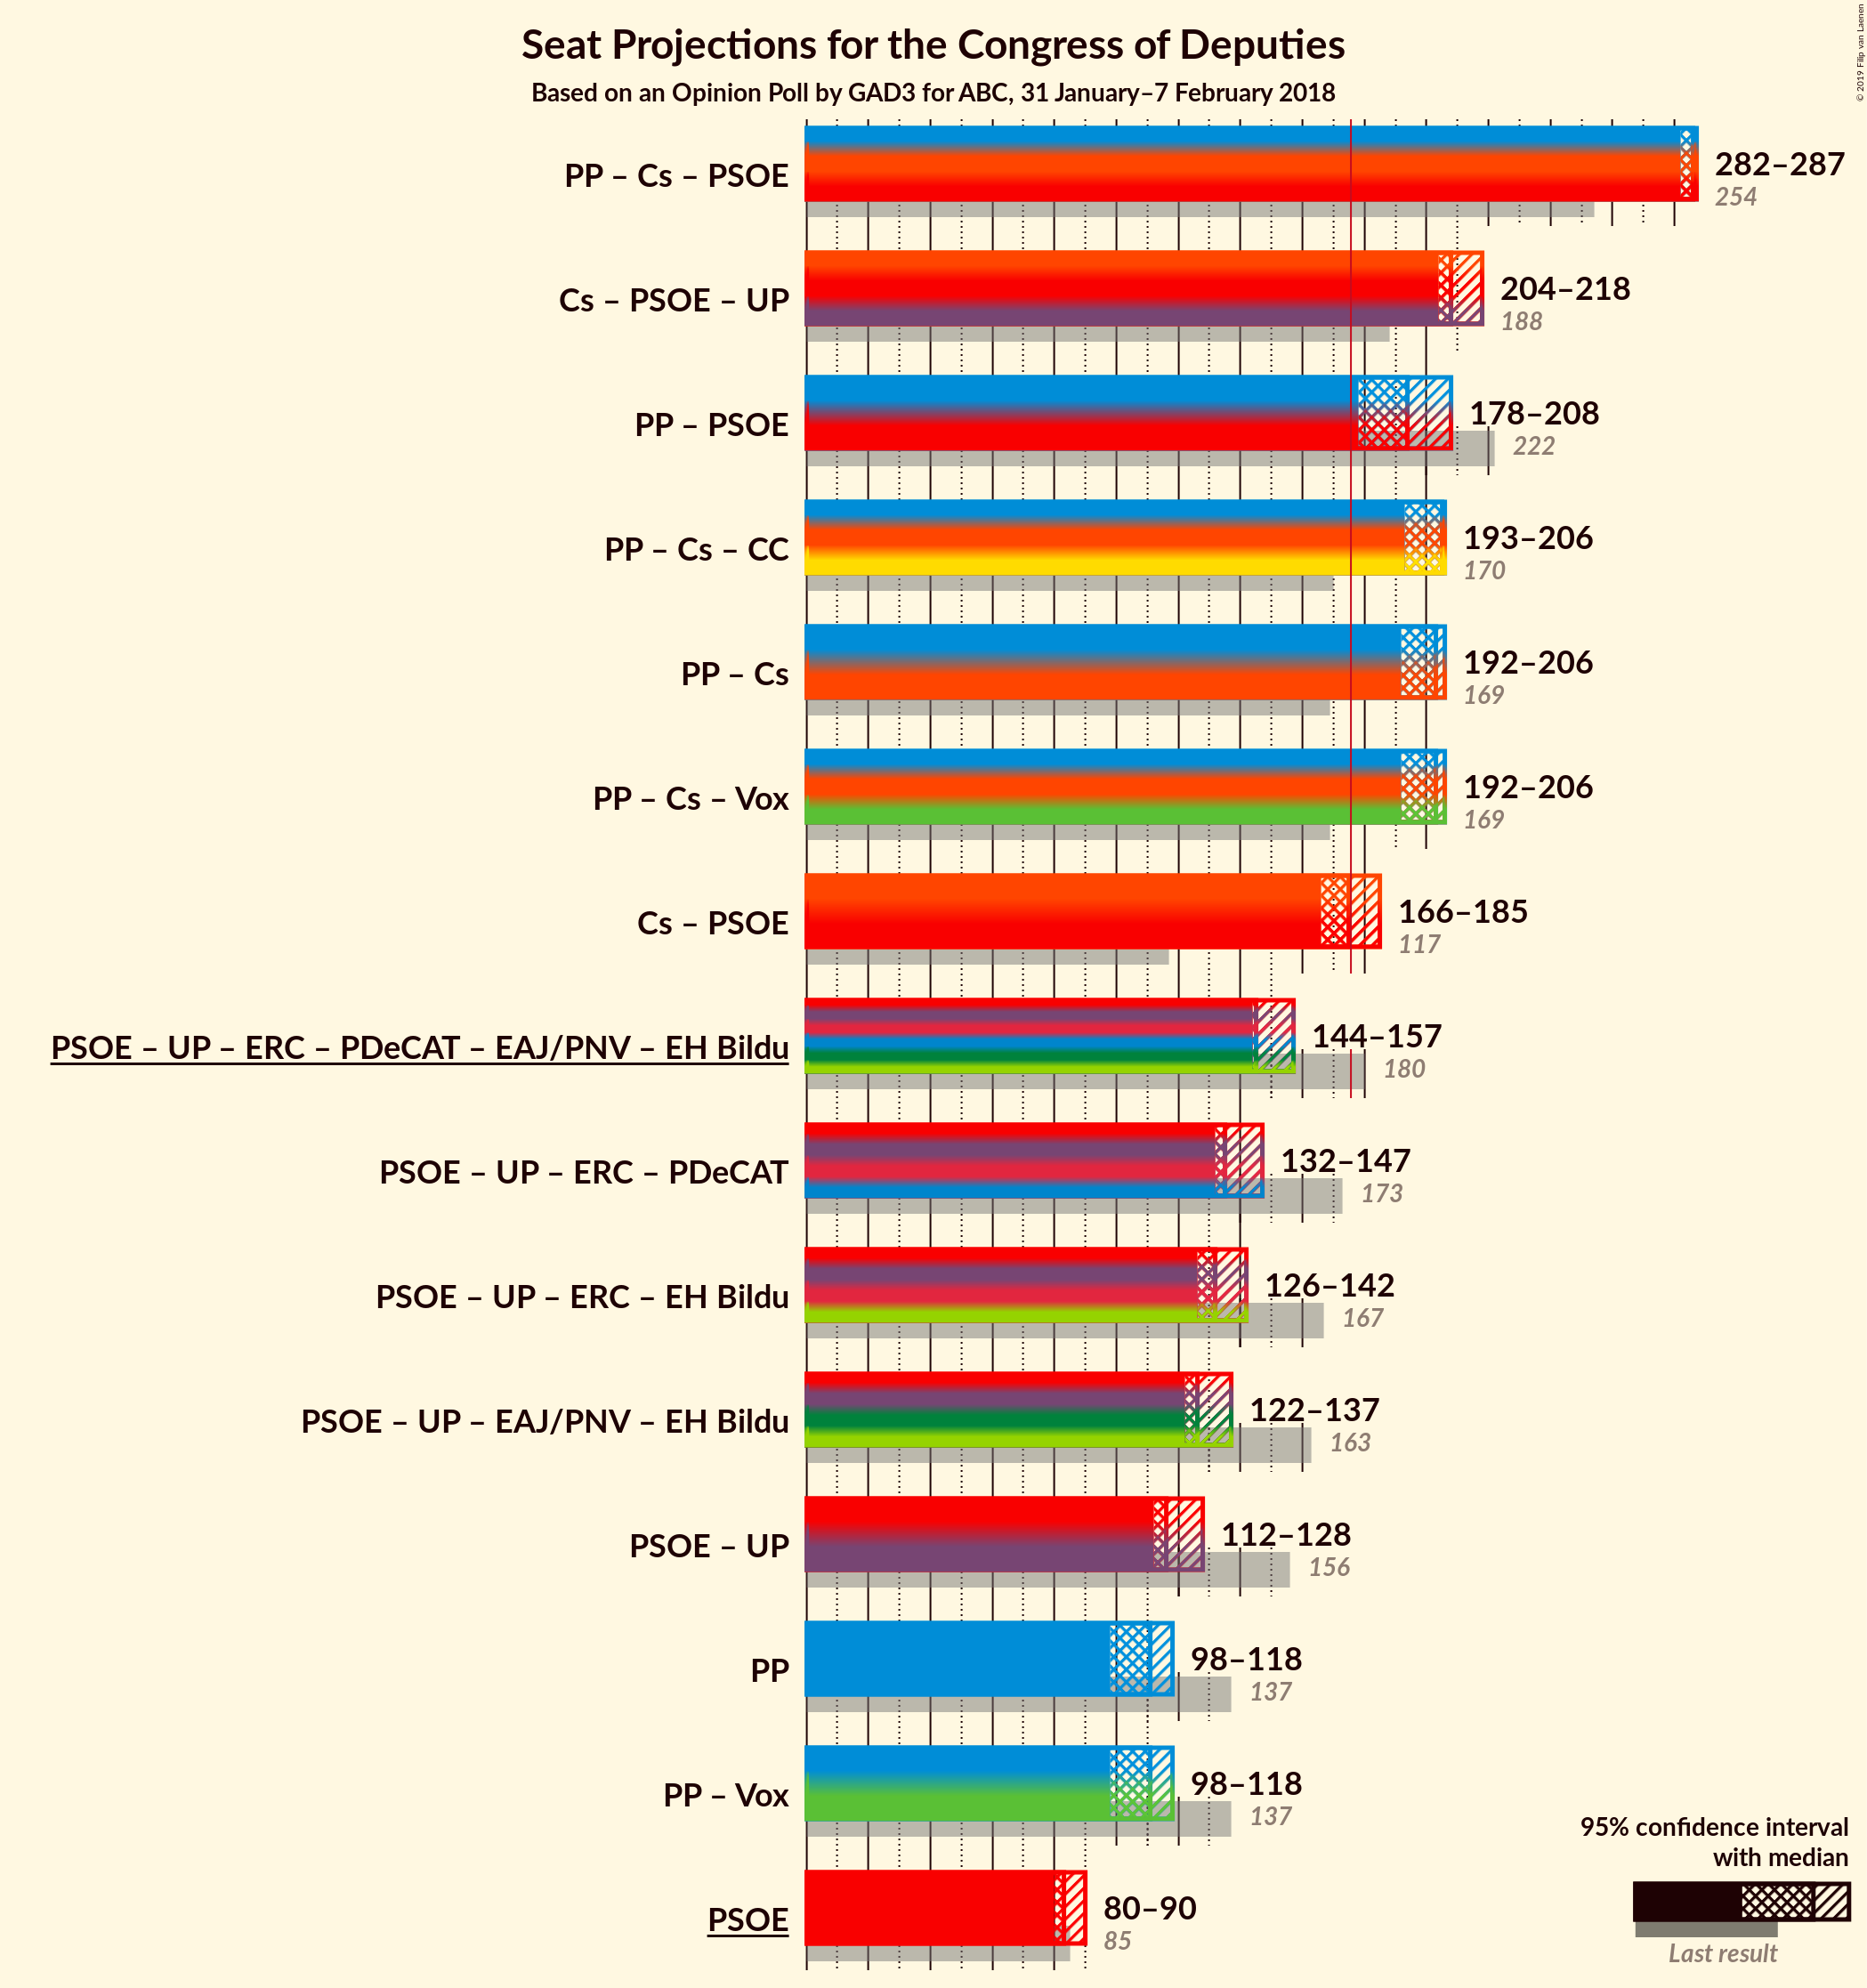 Seat Projections for the Congress of Deputies
Based on an Opinion Poll by GAD3 for ABC, 31 January–7 February 2018
© 2019 Filip van Laenen
PP – Cs – PSOE
282–287
254
Cs – PSOE – UP
204–218
188
PP – PSOE
178–208
222
PP – Cs – CC
193–206
170
PP – Cs
192–206
169
PP – Cs – Vox
192–206
169
Cs – PSOE
166–185
117
PSOE – UP – ERC – PDeCAT – EAJ/PNV – EH Bildu
144–157
180
PSOE – UP – ERC – PDeCAT
132–147
173
PSOE – UP – ERC – EH Bildu
126–142
167
PSOE – UP – EAJ/PNV – EH Bildu
122–137
163
PSOE – UP
112–128
156
PP
98–118
137
PP – Vox
98–118
137
PSOE
80–90
85
95% confidence interval
with median
Last result